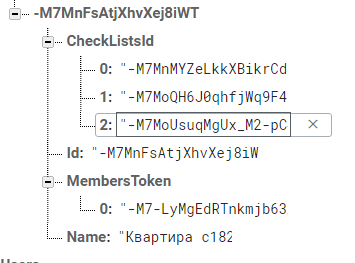 -M7MnFsAtjXhvXej8iWT
CheckListsId
0: "-M7MnMYZeLkkXBikrCd
1: "-M7MoQH6J0qhfjWq9F4
2: "-M7MoUsuqMgUx_M2-pC
Id: "-M7MnFsAtjXhvXej8iW
MembersToken
0: "-M7-LyMgEdRTnkmjb63
Name: "Квартира с182